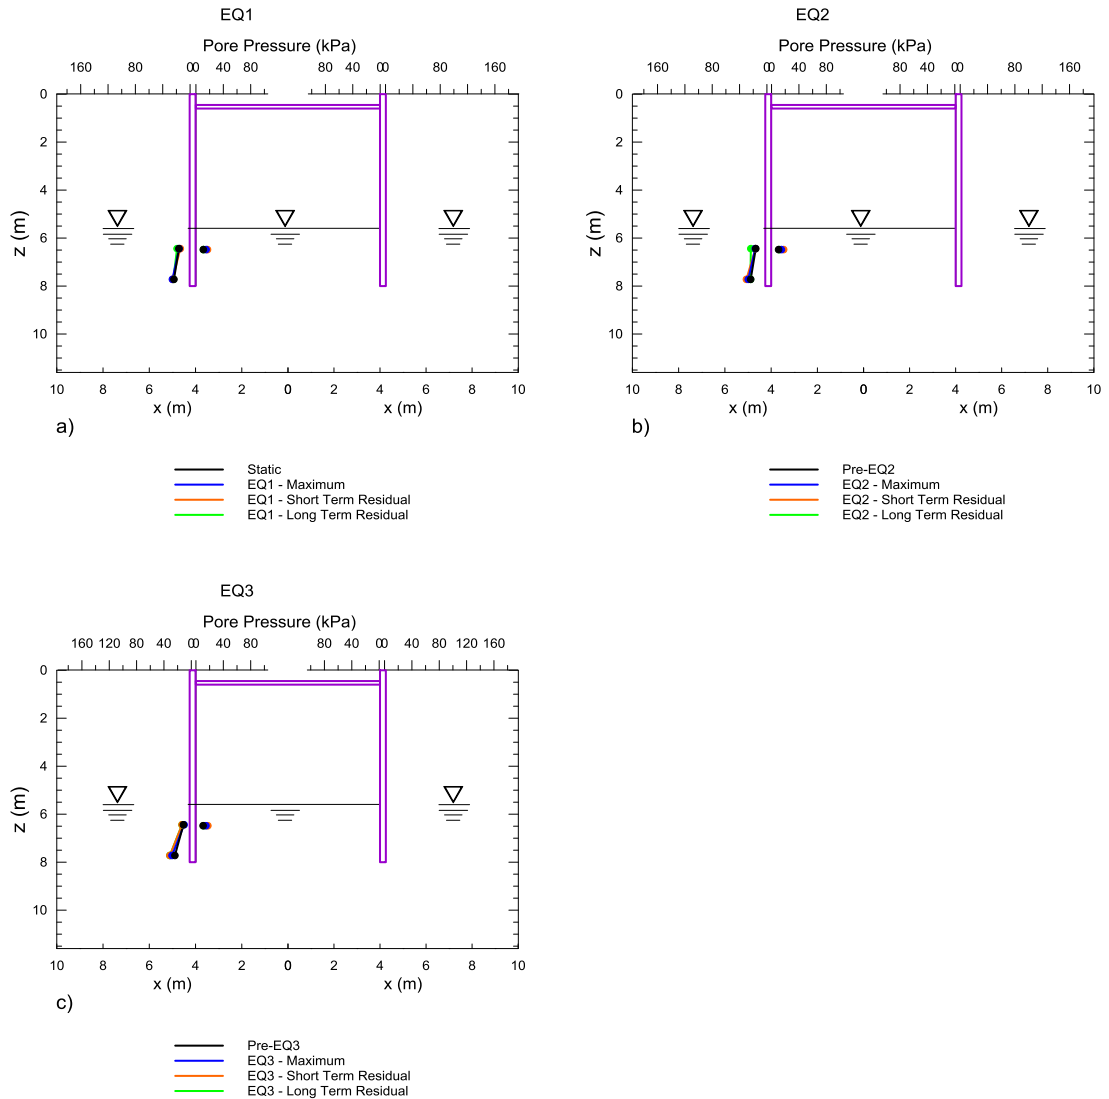 EQ1
Pore Pressure (kPa)
160 80 0 0 40 80 80 40 0 0 80 160
0
2
4
6
8
10
z (m)
10 8 6 4 2 0 2 4 6 8 10
x (m) x (m)
a)
Static
EQ1 - Maximum
EQ1 - Short Term Residual
EQ1 - Long Term Residual
EQ2
Pore Pressure (kPa)
160 80 0 0 40 80 80 40 0 0 80 160
0
2
4
6
8
10
z (m)
10 8 6 4 2 0 2 4 6 8 10
x (m) x (m)
b)
Pre-EQ2
EQ2 - Maximum
EQ2 - Short Term Residual
EQ2 - Long Term Residual
EQ3
Pore Pressure (kPa)
160 120 80 40 0 0 40 80 80 40 0 0 40 80 120 160
0
2
4
6
8
10
z (m)
10 8 6 4 2 0 2 4 6 8 10
x (m) x (m)
c)
Pre-EQ3
EQ3 - Maximum
EQ3 - Short Term Residual
EQ3 - Long Term Residual